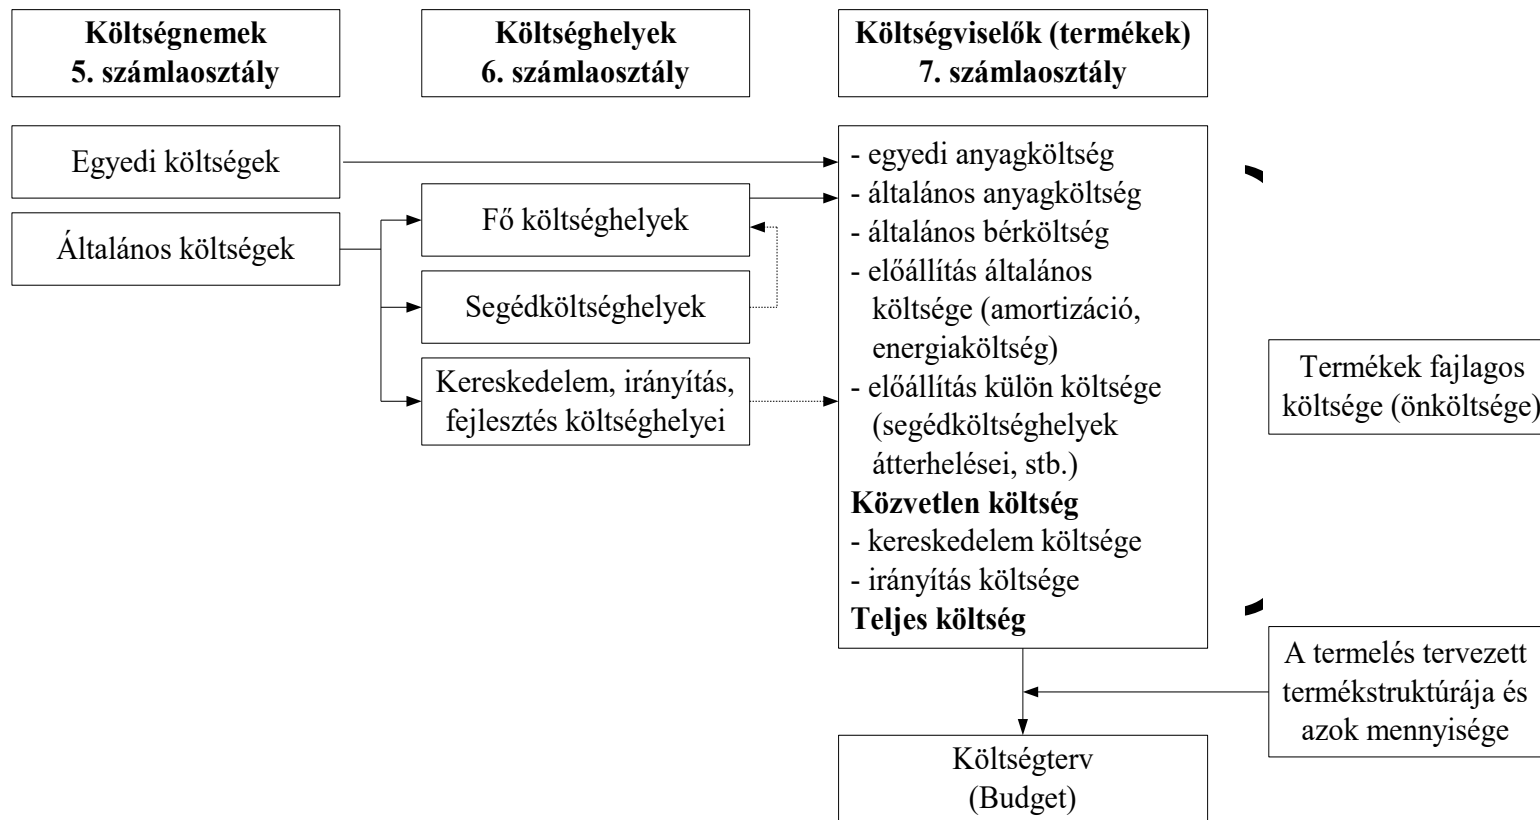 Költségnemek
5. számlaosztály
Költséghelyek
6. számlaosztály
Költségviselők (termékek)
7. számlaosztály
Egyedi költségek
Általános költségek
Fő költséghelyek
Segédköltséghelyek
Kereskedelem, irányítás,
fejlesztés költséghelyei
- egyedi anyagköltség
- általános anyagköltség
- általános bérköltség
- előállítás általános
költsége (amortizáció,
energiaköltség)
- előállítás külön költsége
(segédköltséghelyek
átterhelései, stb.)
Közvetlen költség
- kereskedelem költsége
- irányítás költsége
Teljes költség
Termékek fajlagos
költsége (önköltsége)
A termelés tervezett
termékstruktúrája és
azok mennyisége
Költségterv
(Budget)